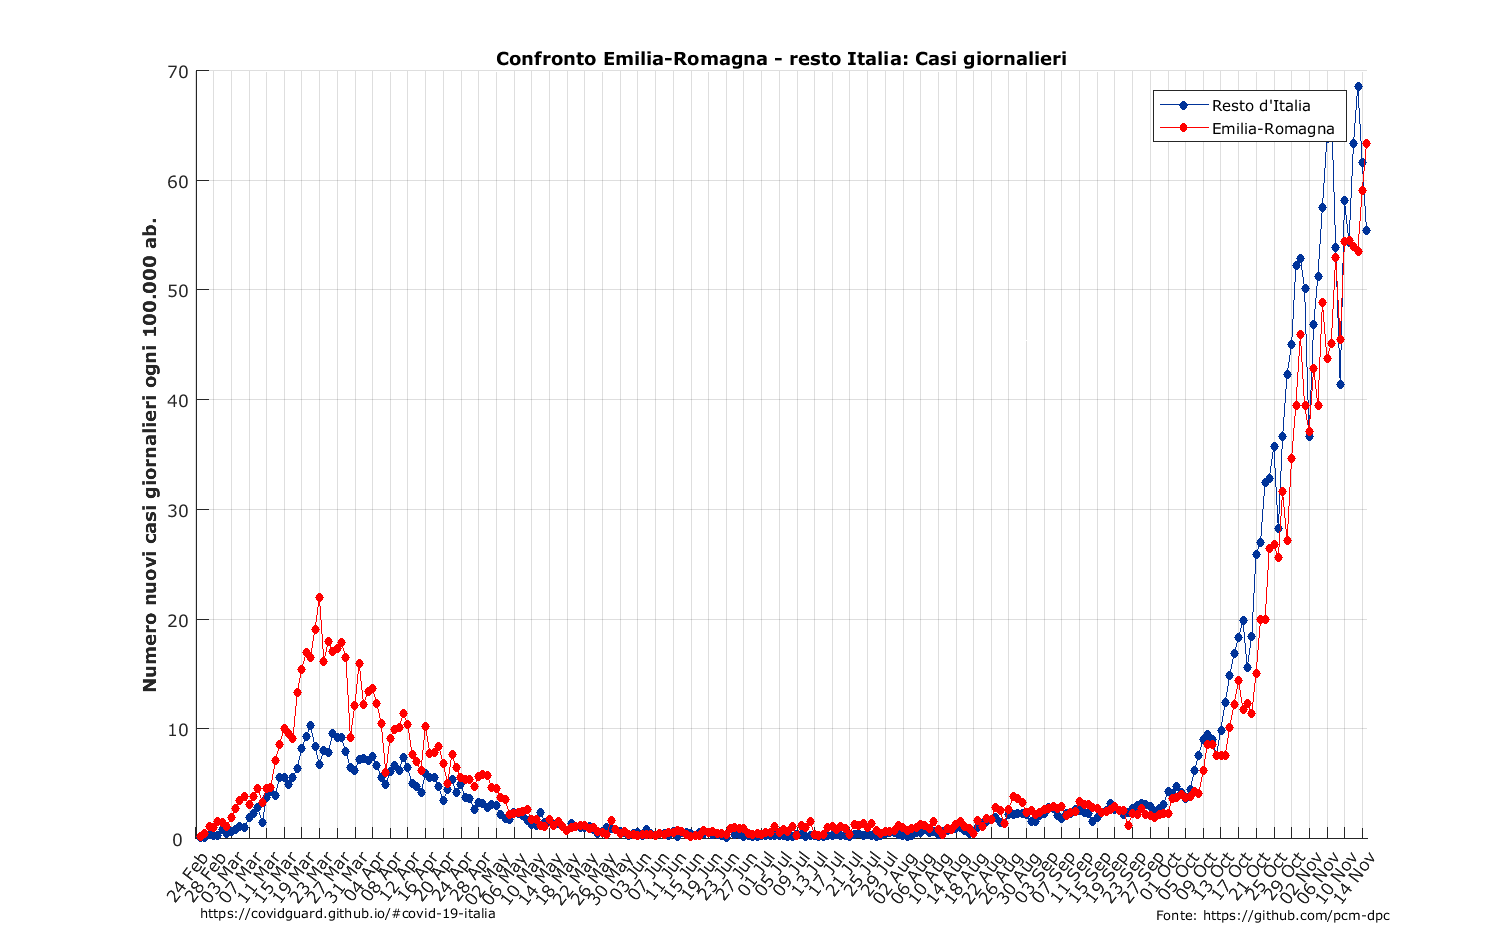 Confronto Emilia-Romagna - resto Italia: Casi giornalieri
Resto d'Italia
Emilia-Romagna
Numero nuovi casi giornalieri ogni 100.000 ab.
70
60
50
40
30
20
10
0
24 Feb
28 Feb
03 Mar
07 Mar
11 Mar
15 Mar
19 Mar
23 Mar
27 Mar
31 Mar
04 Apr
08 Apr
12 Apr
16 Apr
20 Apr
24 Apr
28 Apr
02 May
06 May
10 May
14 May
18 May
22 May
26 May
30 May
03 Jun
07 Jun
11 Jun
15 Jun
19 Jun
23 Jun
27 Jun
01 Jul
05 Jul
09 Jul
13 Jul
17 Jul
21 Jul
25 Jul
29 Jul
02 Aug
06 Aug
10 Aug
14 Aug
18 Aug
22 Aug
26 Aug
30 Aug
03 Sep
07 Sep
11 Sep
15 Sep
19 Sep
23 Sep
27 Sep
01 Oct
05 Oct
09 Oct
13 Oct
17 Oct
21 Oct
25 Oct
29 Oct
02 Nov
06 Nov
10 Nov
14 Nov
https://covidguard.github.io/#covid-19-italia
Fonte: https://github.com/pcm-dpc